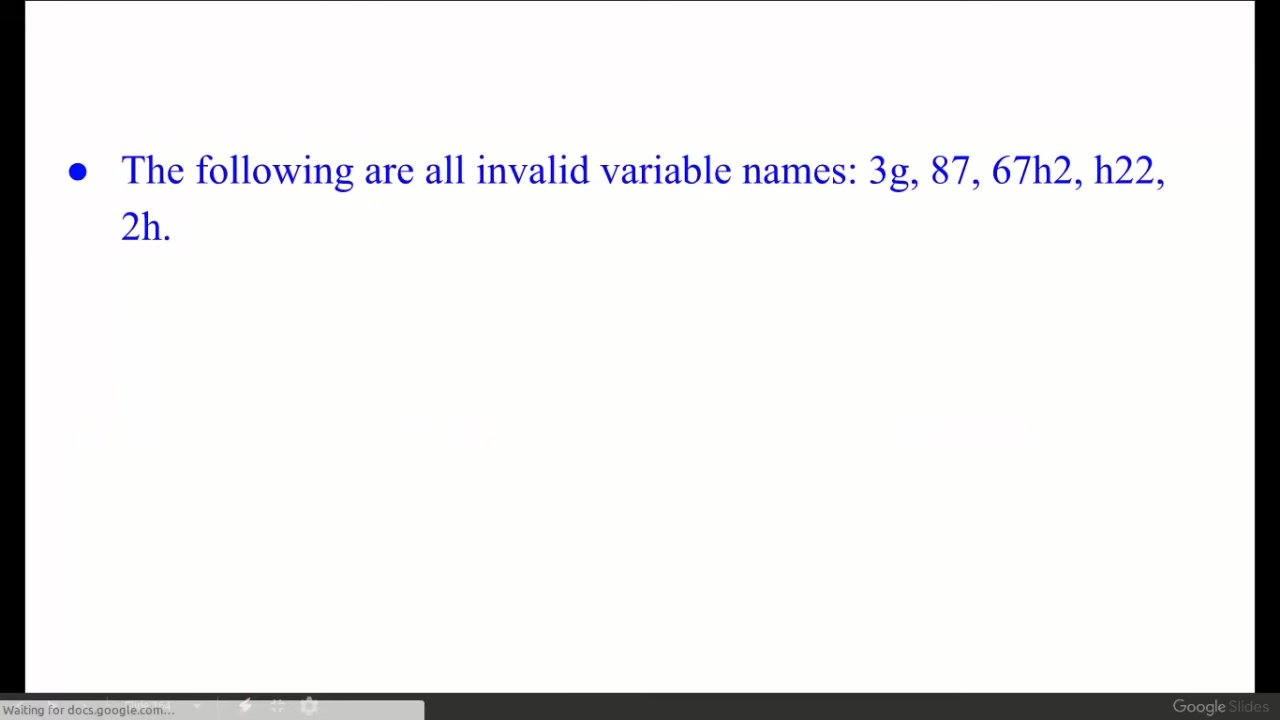 ● The following are all invalid variable names: 3g, 87, 67h2, h22,
2h.
Waiting for docs.google.com...
Google Slides